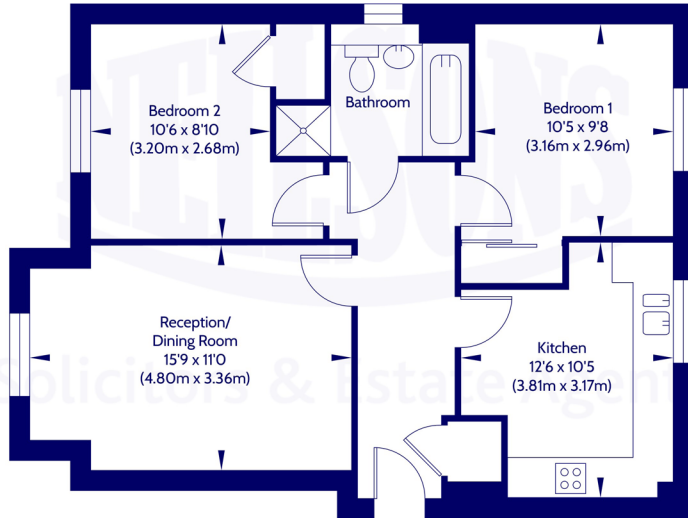 NEILSONS
Solicitors & Estate Agent
Bathroom
Bedroom 2
10'6 x 8'10
(3.20m x 2.68m)
Bedroom 1
10'5 x 9'8
(3.16m x 2.96m)
Reception/
Dining Room
15'9 x 11'0
(4.80m x 3.36m)
Kitchen
12'6 x 10'5
(3.81m x 3.17m)